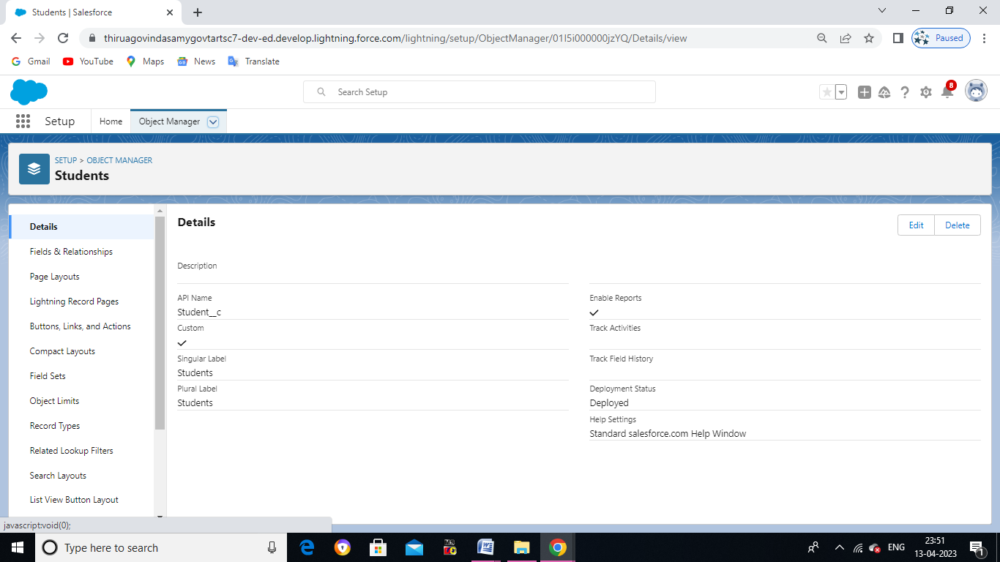 Students | Salesforce
thiruagovindasamygovtartsc7-dev-ed.develop.lightning.force.com/lightning/setup/ObjectManager/01I5i000000jzYQ/Details/view
Paused
Gmail YouTube Maps News Translate
Search Setup
8
Setup Home Object Manager
SETUP > OBJECT MANAGER
Students
Details
Fields & Relationships
Page Layouts
Lightning Record Pages
Buttons, Links, and Actions
Compact Layouts
Field Sets
Object Limits
Record Types
Related Lookup Filters
Search Layouts
List View Button Layout
Details
Edit Delete
Description
API Name
Student__c
Custom
Singular Label
Students
Plural Label
Students
Enable Reports
Track Activities
Track Field History
Deployment Status
Deployed
Help Settings
Standard salesforce.com Help Window
javascript:void(0);
Type here to search
ENG
23:51
13-04-2023
1